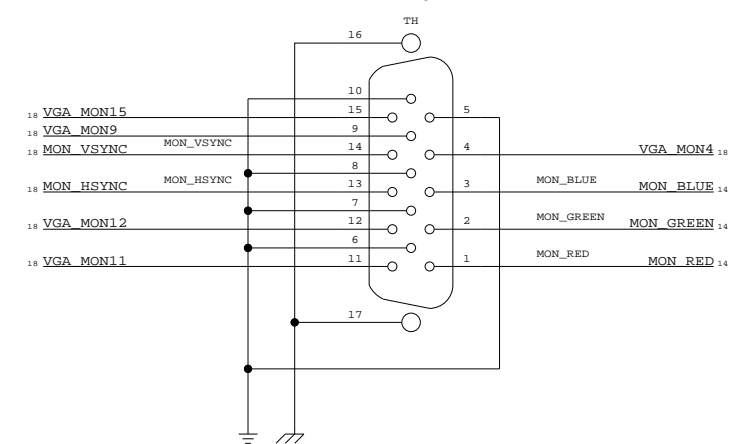 TH
16
10
18 VGA_MON15 15 5
18 VGA_MON9 9
18 MON_VSYNC MON_VSYNC 14 4 VGA_MON4 18
8
18 MON_HSYNC MON_HSYNC 13 3 MON_BLUE MON_BLUE 14
7
18 VGA_MON12 12 2 MON_GREEN MON_GREEN 14
6
18 VGA_MON11 11 1 MON_RED MON_RED 14
17